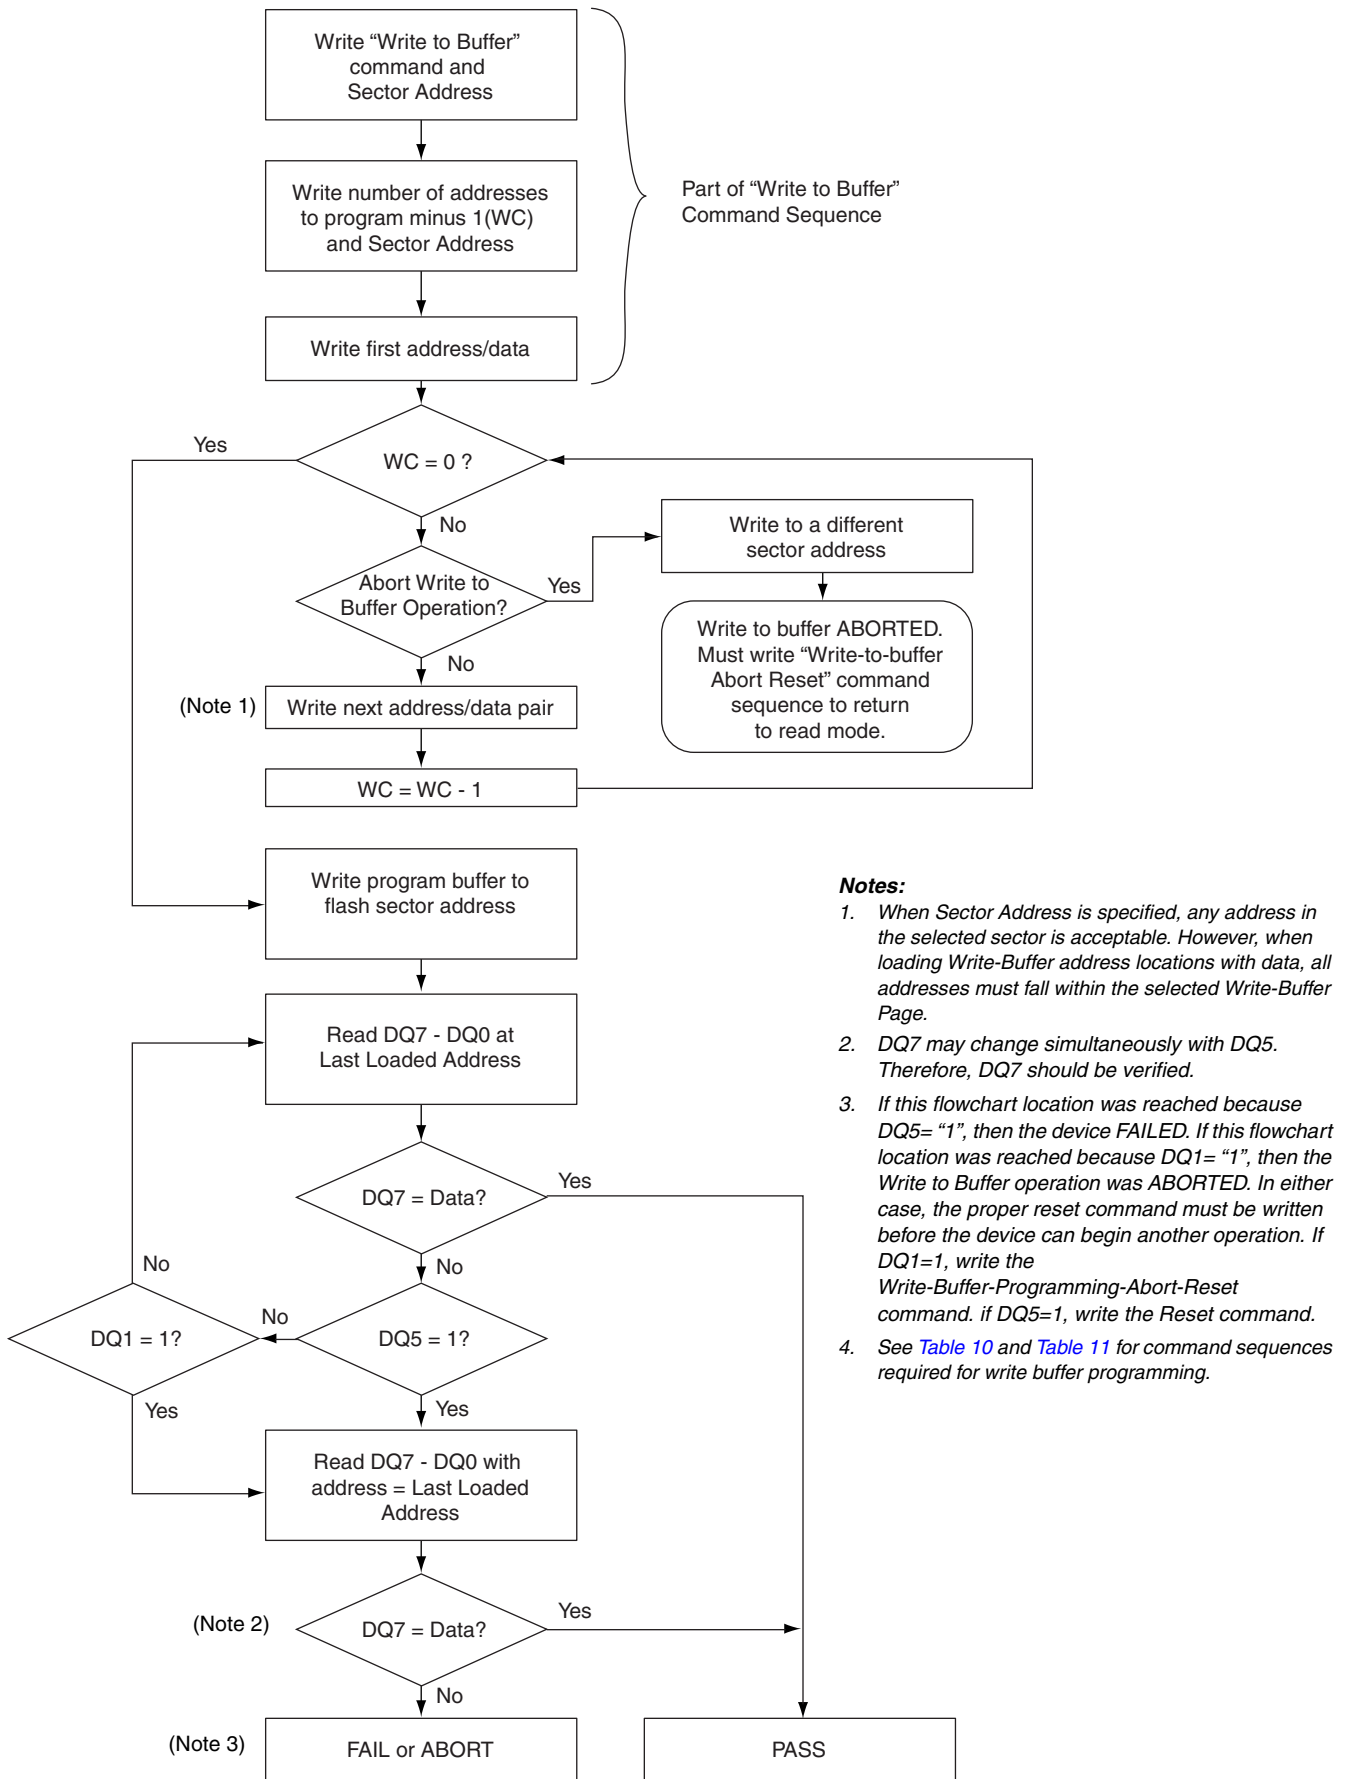 Write “Write to Buffer”
command and
Sector Address
Write number of addresses
to program minus 1(WC)
and Sector Address
Part of “Write to Buffer”
Command Sequence
Write first address/data
Yes
WC = 0 ?
No
Write to a different
sector address
Abort Write to
Buffer Operation?
Yes
Write to buffer ABORTED.
Must write “Write-to-buffer
Abort Reset” command
sequence to return
to read mode.
No
(Note 1)
Write next address/data pair
WC = WC - 1
Write program buffer to
flash sector address
Read DQ7 - DQ0 at
Last Loaded Address
DQ7 = Data?
Yes
No
No
DQ1 = 1?
No
DQ5 = 1?
Yes
Yes
Read DQ7 - DQ0 with
address = Last Loaded
Address
(Note 2)
DQ7 = Data?
Yes
No
(Note 3)
FAIL or ABORT
PASS
Notes:
1. When Sector Address is specified, any address in
the selected sector is acceptable. However, when
loading Write-Buffer address locations with data, all
addresses must fall within the selected Write-Buffer
Page.
2. DQ7 may change simultaneously with DQ5.
Therefore, DQ7 should be verified.
3. If this flowchart location was reached because
DQ5= “1”, then the device FAILED. If this flowchart
location was reached because DQ1= “1”, then the
Write to Buffer operation was ABORTED. In either
case, the proper reset command must be written
before the device can begin another operation. If
DQ1=1, write the
Write-Buffer-Programming-Abort-Reset
command. if DQ5=1, write the Reset command.
4. See Table 10 and Table 11 for command sequences
required for write buffer programming.